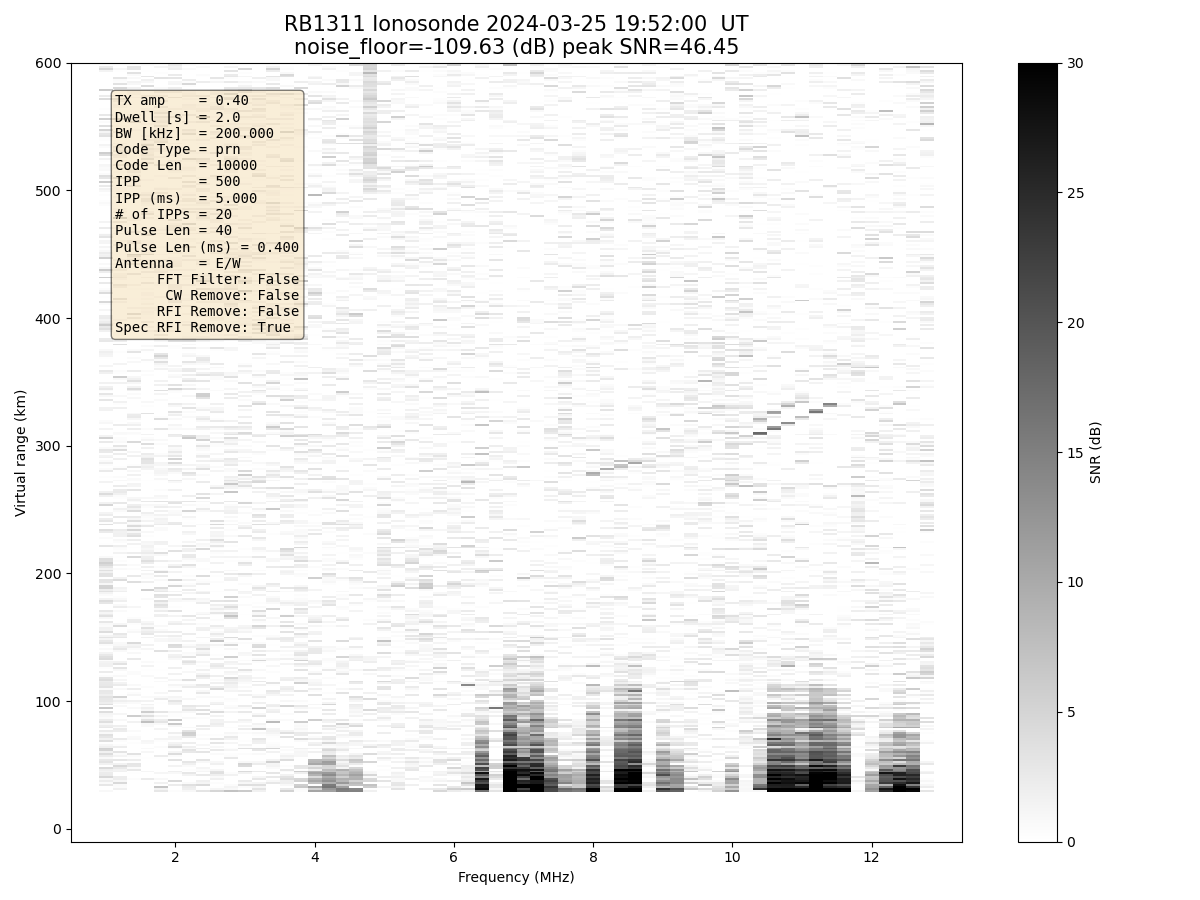 RB1311 Ionosonde 2024-03-25 19:52:00  UT
noise_floor=-109.63 (dB) peak SNR=46.45
TX amp    = 0.40
Dwell [s] = 2.0
BW [kHz]  = 200.000
Code Type = prn
Code Len  = 10000
IPP       = 500
IPP (ms)  = 5.000
# of IPPs = 20
Pulse Len = 40
Pulse Len (ms) = 0.400
Antenna   = E/W
FFT Filter: False
CW Remove: False
RFI Remove: False
Spec RFI Remove: True
Virtual range (km)
600
500
400
300
200
100
0
2
4
6
8
10
12
Frequency (MHz)
30
25
20
15
10
5
0
SNR (dB)